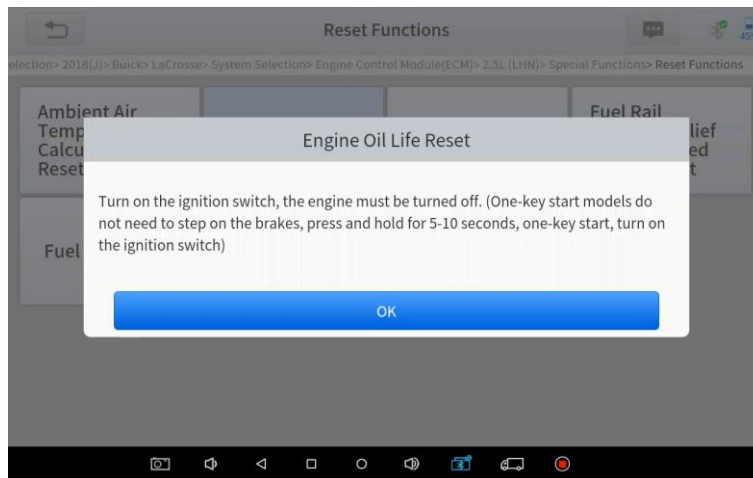 Reset Functions
45%
election> 2018(J)> Buick> LaCrosse> System Selection> Engine Control Module(ECM)> 2.5L (LHN)> Special Functions> Reset Functions
Ambient Air
Temp
Calcu
Reset
Fuel Rail
lief
ed
t
Fuel
Engine Oil Life Reset
Turn on the ignition switch, the engine must be turned off. (One-key start models do
not need to step on the brakes, press and hold for 5-10 seconds, one-key start, turn on
the ignition switch)
OK